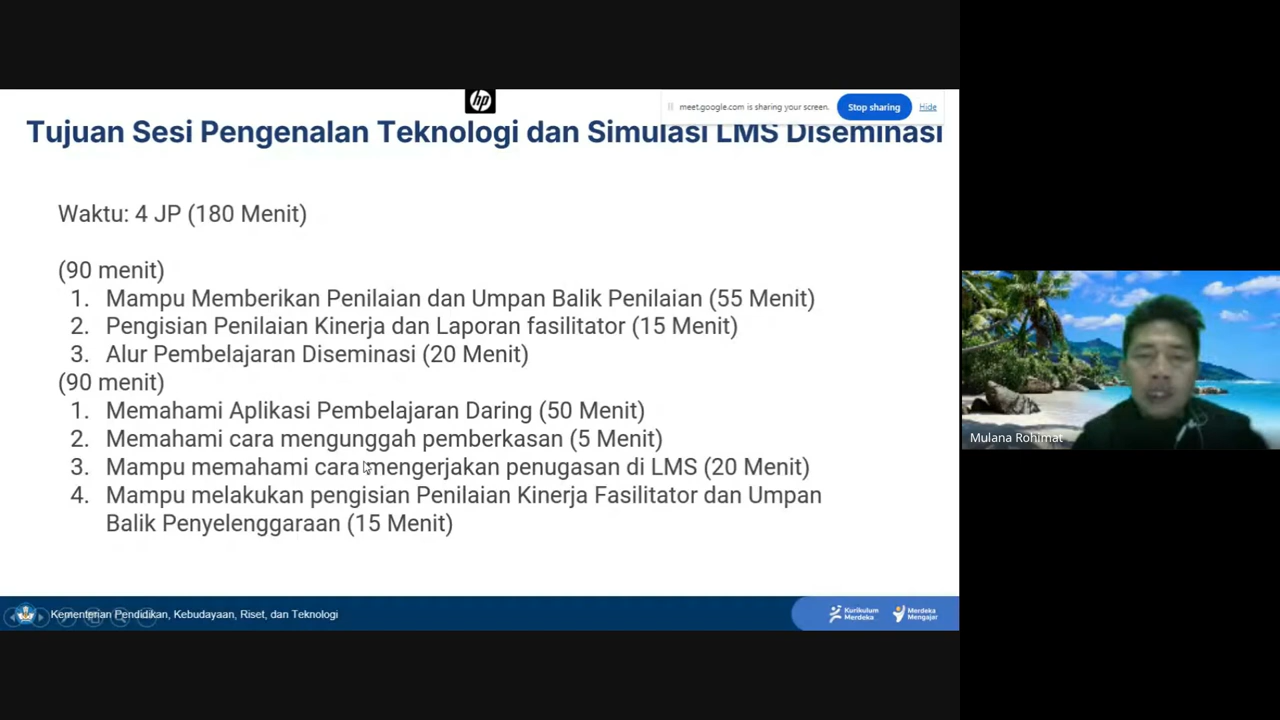 hp
meet.google.com is sharing your screen.
Stop sharing
Hide
Tujuan Sesi Pengenalan Teknologi dan Simulasi LMS Diseminasi
Waktu: 4 JP (180 Menit)
(90 menit)
1. Mampu Memberikan Penilaian dan Umpan Balik Penilaian (55 Menit)
2. Pengisian Penilaian Kinerja dan Laporan fasilitator (15 Menit)
3. Alur Pembelajaran Diseminasi (20 Menit)
(90 menit)
1. Memahami Aplikasi Pembelajaran Daring (50 Menit)
2. Memahami cara mengunggah pemberkasan (5 Menit)
3. Mampu memahami cara mengerjakan penugasan di LMS (20 Menit)
4. Mampu melakukan pengisian Penilaian Kinerja Fasilitator dan Umpan
Balik Penyelenggaraan (15 Menit)
Mulana Rohimat
Kementerian Pendidikan, Kebudayaan, Riset, dan Teknologi
Kurikulum
Merdeka
Merdeka
Mengajar